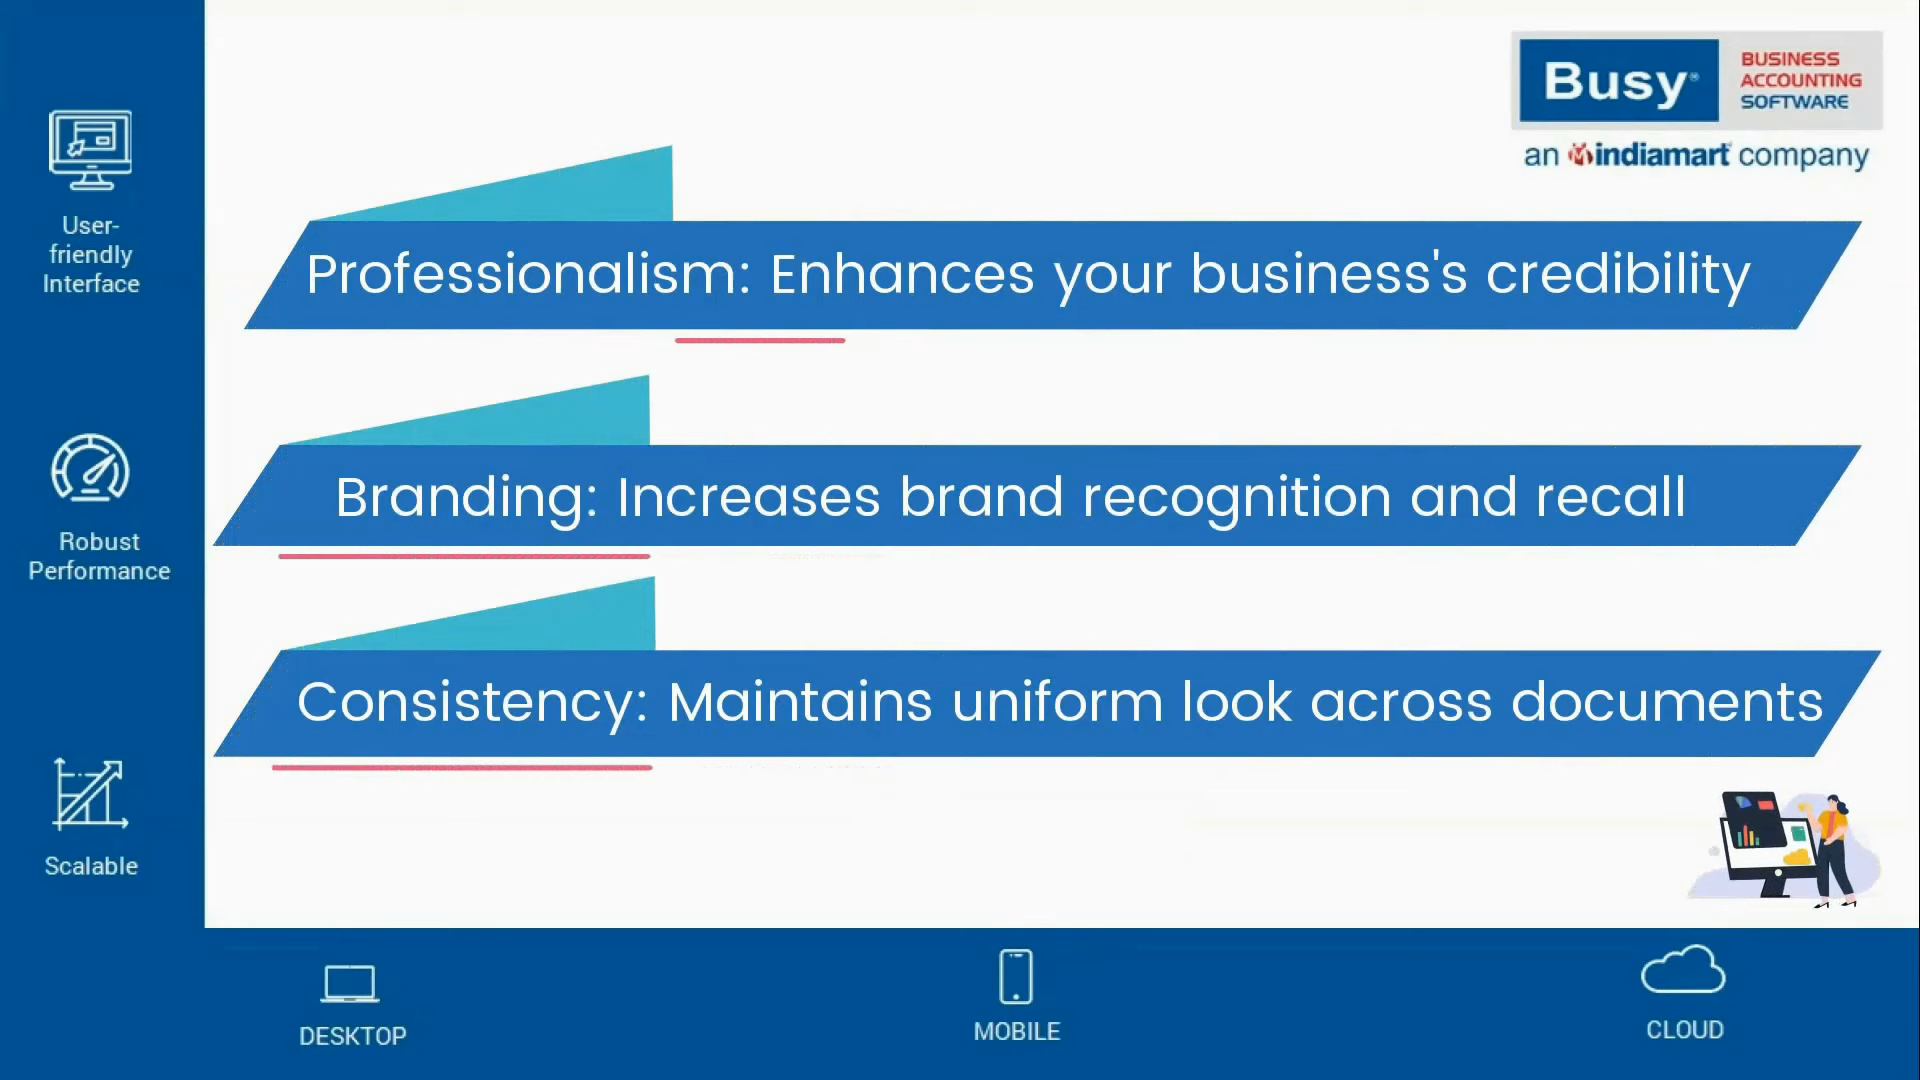 Busy®
BUSINESS
ACCOUNTING
SOFTWARE
an indiamart company
User-
friendly
Interface
Robust
Performance
Scalable
Professionalism: Enhances your business's credibility
Branding: Increases brand recognition and recall
Consistency: Maintains uniform look across documents
DESKTOP
MOBILE
CLOUD